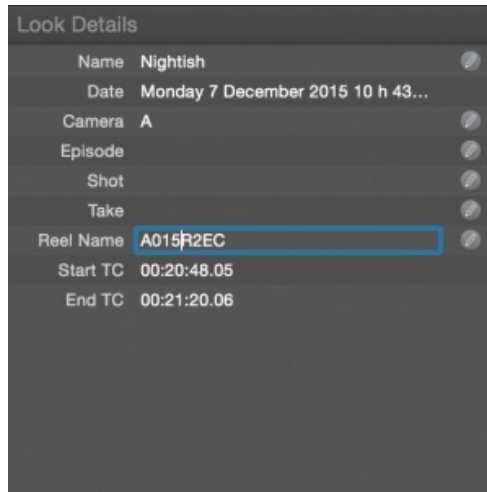 Look Details
Name Nightish
Date Monday 7 December 2015 10 h 43...
Camera A
Episode
Shot
Take
Reel Name A015R2EC
Start TC 00:20:48.05
End TC 00:21:20.06